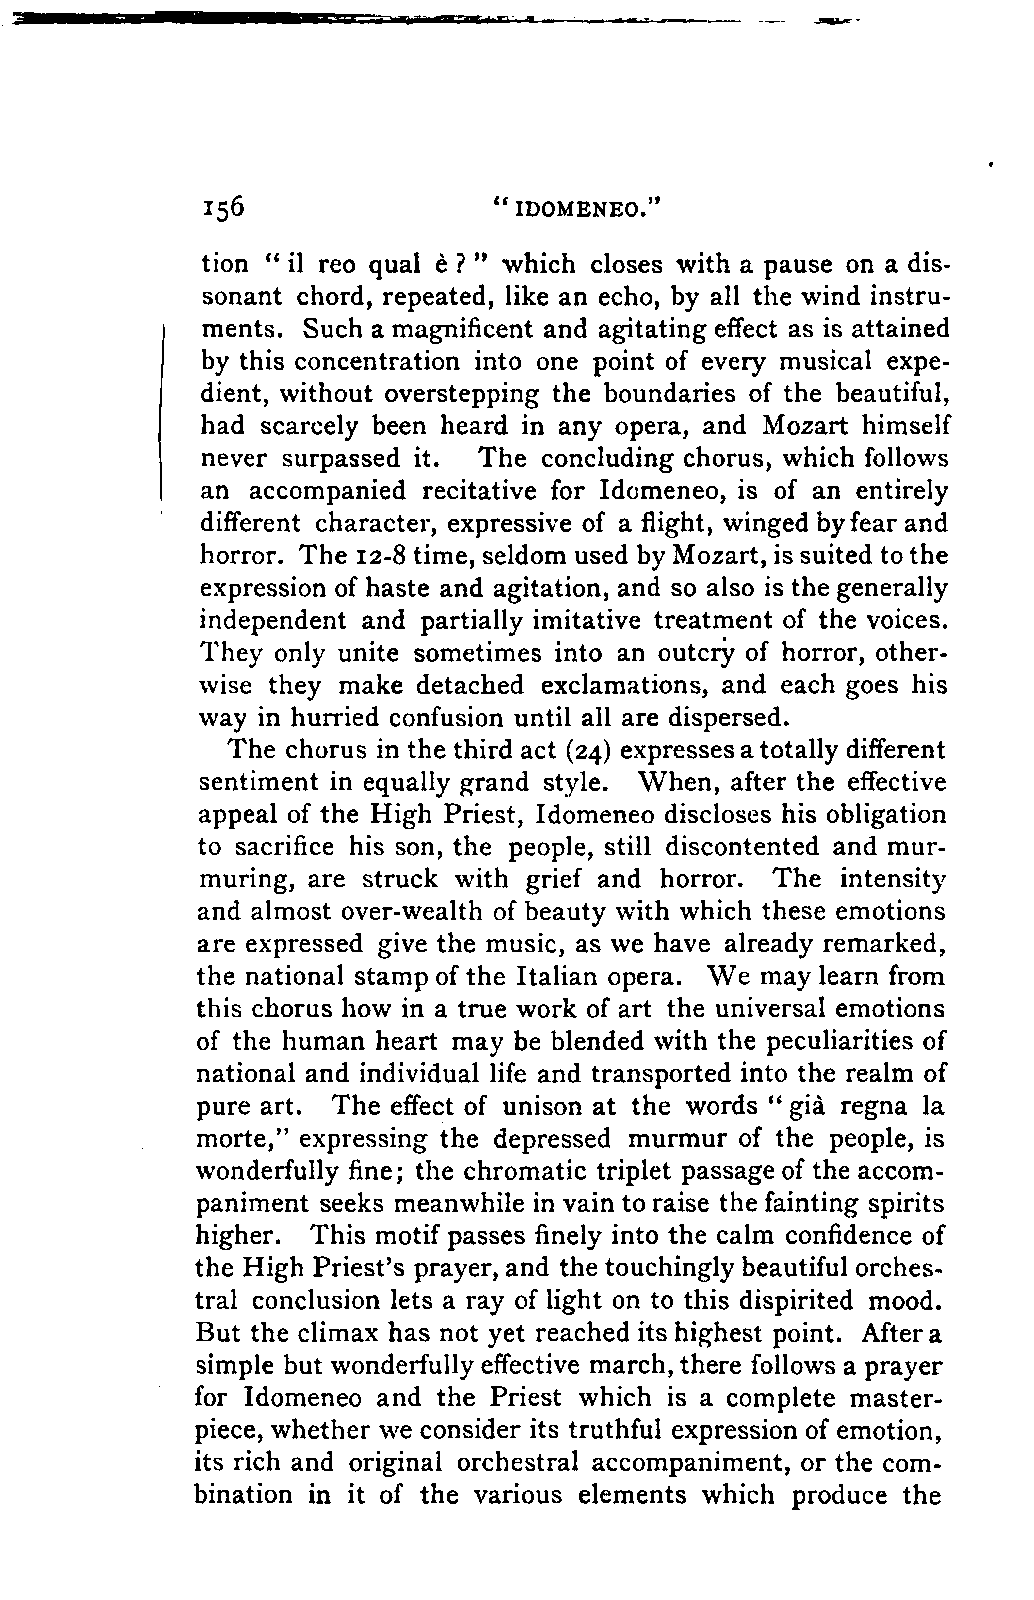 156 "IDOMENEO."
tion "il reo qual è?" which closes with a pause on a dis-
sonant chord, repeated, like an echo, by all the wind instru-
ments. Such a magnificent and agitating effect as is attained
by this concentration into one point of every musical expe-
dient, without overstepping the boundaries of the beautiful,
had scarcely been heard in any opera, and Mozart himself
never surpassed it. The concluding chorus, which follows
an accompanied recitative for Idomeneo, is of an entirely
different character, expressive of a flight, winged by fear and
horror. The 12-8 time, seldom used by Mozart, is suited to the
expression of haste and agitation, and so also is the generally
independent and partially imitative treatment of the voices.
They only unite sometimes into an outcry of horror, other-
wise they make detached exclamations, and each goes his
way in hurried confusion until all are dispersed.
The chorus in the third act (24) expresses a totally different
sentiment in equally grand style. When, after the effective
appeal of the High Priest, Idomeneo discloses his obligation
to sacrifice his son, the people, still discontented and mur-
muring, are struck with grief and horror. The intensity
and almost over-wealth of beauty with which these emotions
are expressed give the music, as we have already remarked,
the national stamp of the Italian opera. We may learn from
this chorus how in a true work of art the universal emotions
of the human heart may be blended with the peculiarities of
national and individual life and transported into the realm of
pure art. The effect of unison at the words "già regna la
morte," expressing the depressed murmur of the people, is
wonderfully fine; the chromatic triplet passage of the accom-
paniment seeks meanwhile in vain to raise the fainting spirits
higher. This motif passes finely into the calm confidence of
the High Priest's prayer, and the touchingly beautiful orches-
tral conclusion lets a ray of light on to this dispirited mood.
But the climax has not yet reached its highest point. After a
simple but wonderfully effective march, there follows a prayer
for Idomeneo and the Priest which is a complete master-
piece, whether we consider its truthful expression of emotion,
its rich and original orchestral accompaniment, or the com-
bination in it of the various elements which produce the